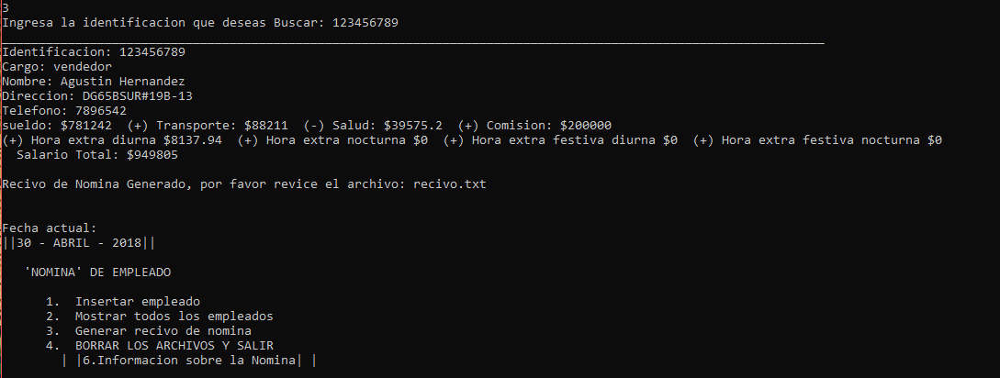 3
Ingresa la identificacion que deseas Buscar: 123456789
________________________________________________________________________________________________________________
Identificacion: 123456789
Cargo: vendedor
Nombre: Agustin Hernandez
Direccion: DG65BSUR#19B-13
Telefono: 7896542
sueldo: $781242  (+) Transporte: $88211  (-) Salud: $39575.2  (+) Comision: $200000
(+) Hora extra diurna $8137.94  (+) Hora extra nocturna $0  (+) Hora extra festiva diurna $0  (+) Hora extra festiva nocturna $0
  Salario Total: $949805
Recivo de Nomina Generado, por favor revice el archivo: recivo.txt
Fecha actual:
||30 - ABRIL - 2018||
   'NOMINA' DE EMPLEADO
      1.  Insertar empleado
      2.  Mostrar todos los empleados
      3.  Generar recivo de nomina
      4.  BORRAR LOS ARCHIVOS Y SALIR
        | |6.Informacion sobre la Nomina| |